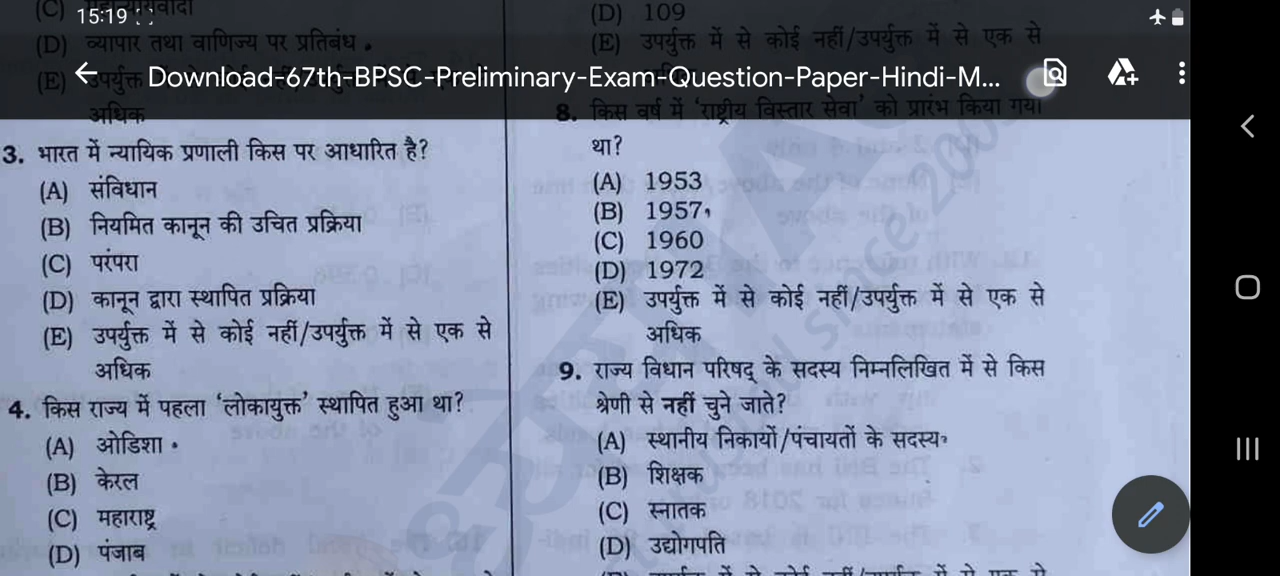 15:19
Download-67th-BPSC-Preliminary-Exam-Question-Paper-Hindi-M...
(C)
(D) व्यापार तथा वाणिज्य पर प्रतिबंध
(E) उपर्युक्त में से
अधिक
3. भारत में न्यायिक प्रणाली किस पर आधारित है?
(A) संविधान
(B) नियमित कानून की उचित प्रक्रिया
(C) परंपरा
(D) कानून द्वारा स्थापित प्रक्रिया
(E) उपर्युक्त में से कोई नहीं/उपर्युक्त में से एक से
अधिक
4. किस राज्य में पहला ‘लोकायुक्त’ स्थापित हुआ था?
(A) ओडिशा
(B) केरल
(C) महाराष्ट्र
(D) पंजाब
(D) 109
(E) उपर्युक्त में से कोई नहीं/उपर्युक्त में से एक से
8. किस वर्ष में ‘राष्ट्रीय विस्तार सेवा’ को प्रारंभ किया गया
था?
(A) 1953
(B) 1957
(C) 1960
(D) 1972
(E) उपर्युक्त में से कोई नहीं/उपर्युक्त में से एक से
अधिक
9. राज्य विधान परिषद् के सदस्य निम्नलिखित में से किस
श्रेणी से नहीं चुने जाते?
(A) स्थानीय निकायों/पंचायतों के सदस्य
(B) शिक्षक
(C) स्नातक
(D) उद्योगपति